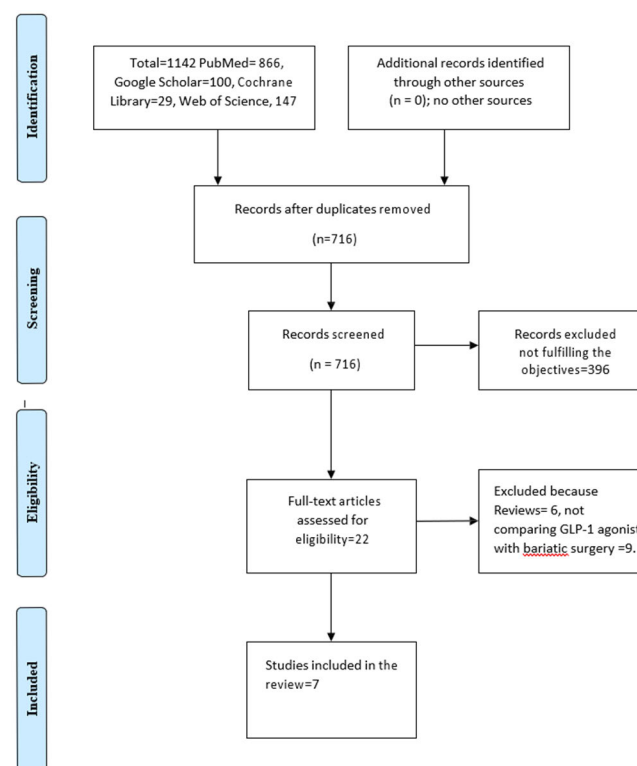 Identification
Total=1142 PubMed= 866,
Google Scholar=100, Cochrane
Library=29, Web of Science, 147
Additional records identified
through other sources
(n = 0); no other sources
Records after duplicates removed
(n=716)
Screening
Records screened
(n = 716)
Records excluded
not fulfilling the
objectives=396
Eligibility
Full-text articles
assessed for
eligibility=22
Excluded because
Reviews= 6, not
comparing GLP-1 agonist
with bariatic surgery =9.
Included
Studies included in the
review=7